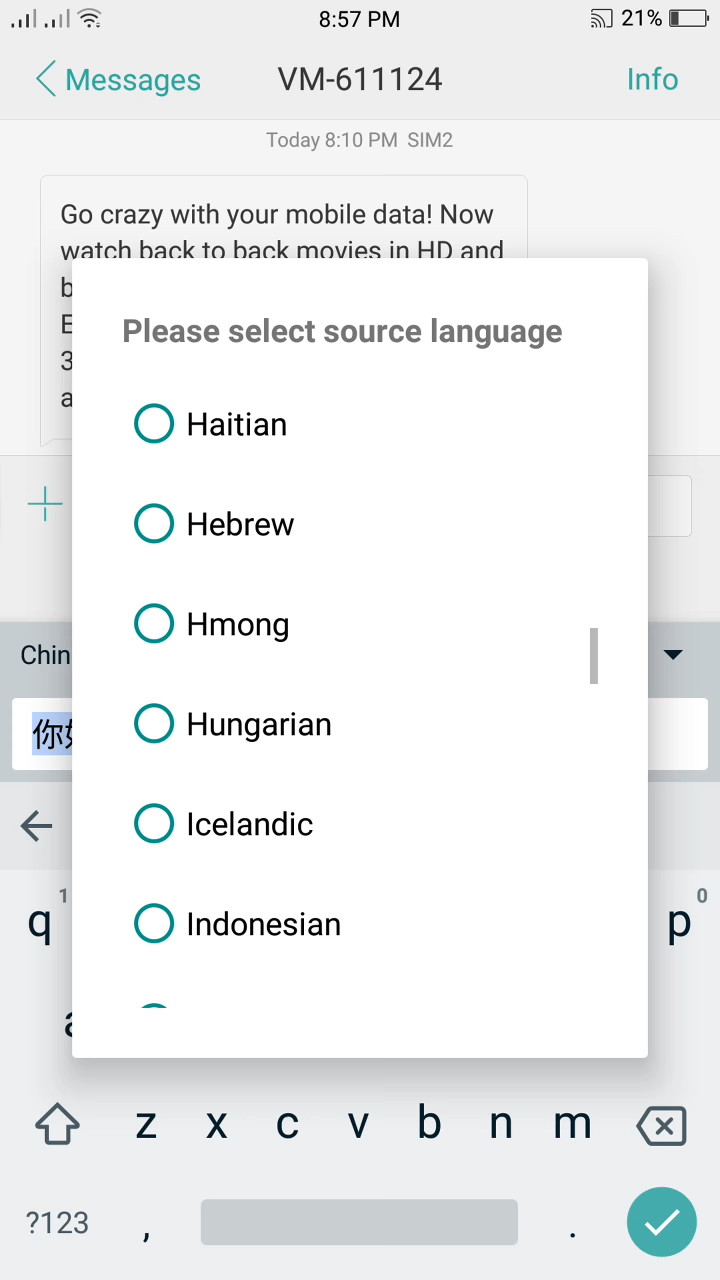 8:57 PM
21%
Messages
VM-611124
Info
Today 8:10 PM SIM2
Go crazy with your mobile data! Now
watch back to back movies in HD and
Please select source language
Haitian
Hebrew
Hmong
Hungarian
Icelandic
Indonesian
Chin
你
q 1
p 0
z x c v b n m
?123 , .